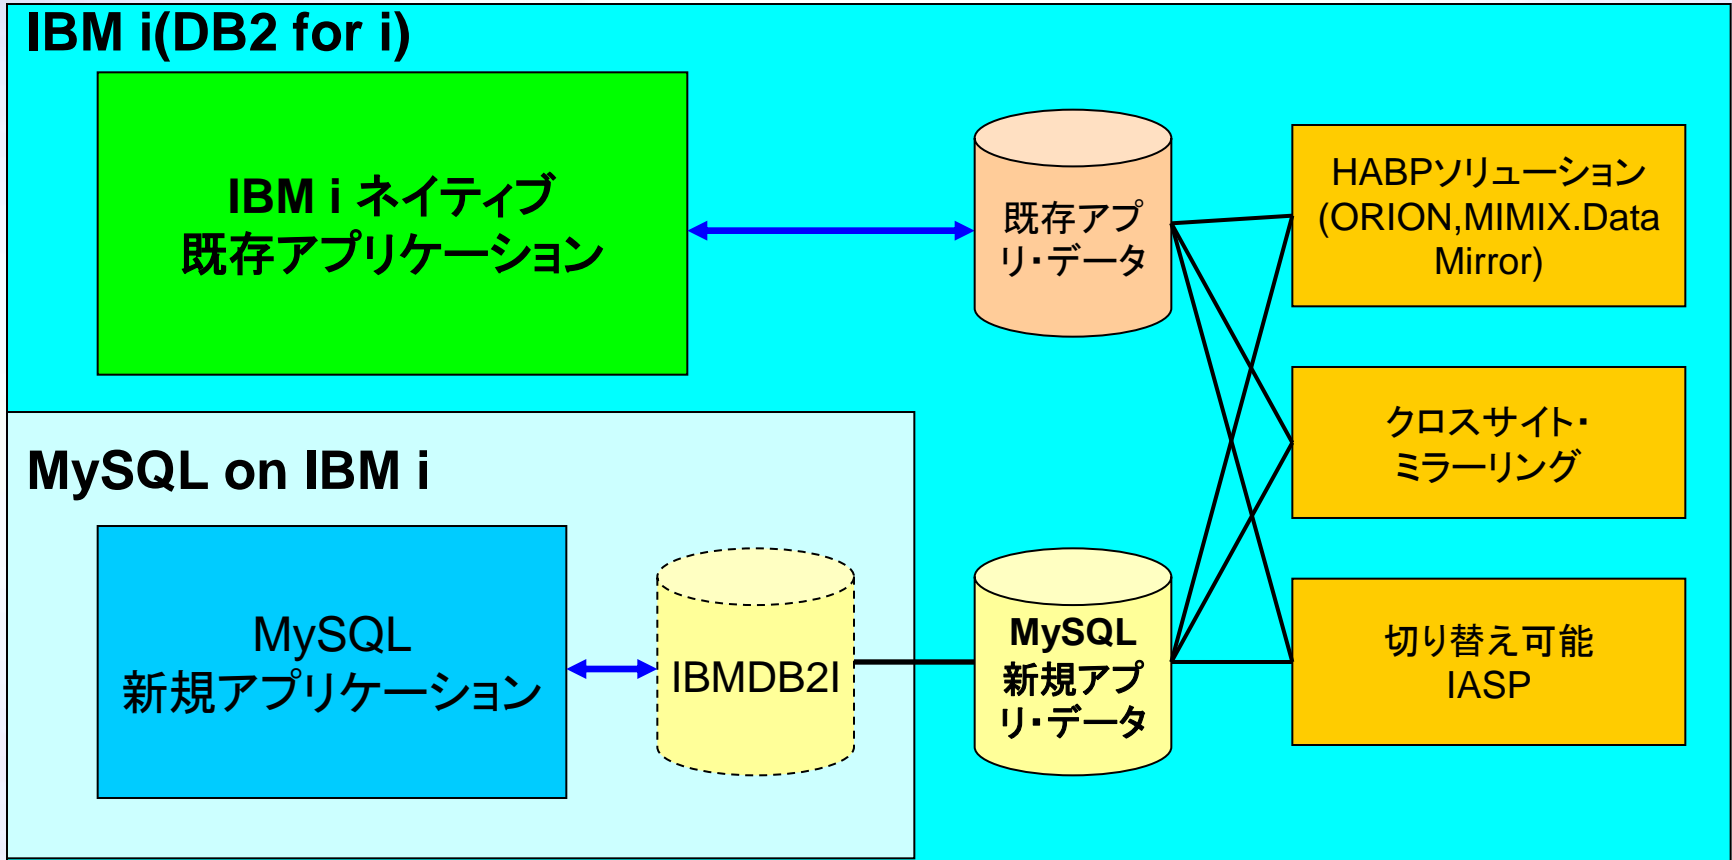 IBM i(DB2 for i)
IBM i ネイティブ
既存アプリケーション
既存アプ
リ・データ
HABPソリューション
(ORION,MIMIX.Data
Mirror)
クロスサイト・
ミラーリング
MySQL on IBM i
MySQL
新規アプリケーション
IBMDB2I
MySQL
新規アプ
リ・データ
切り替え可能
IASP